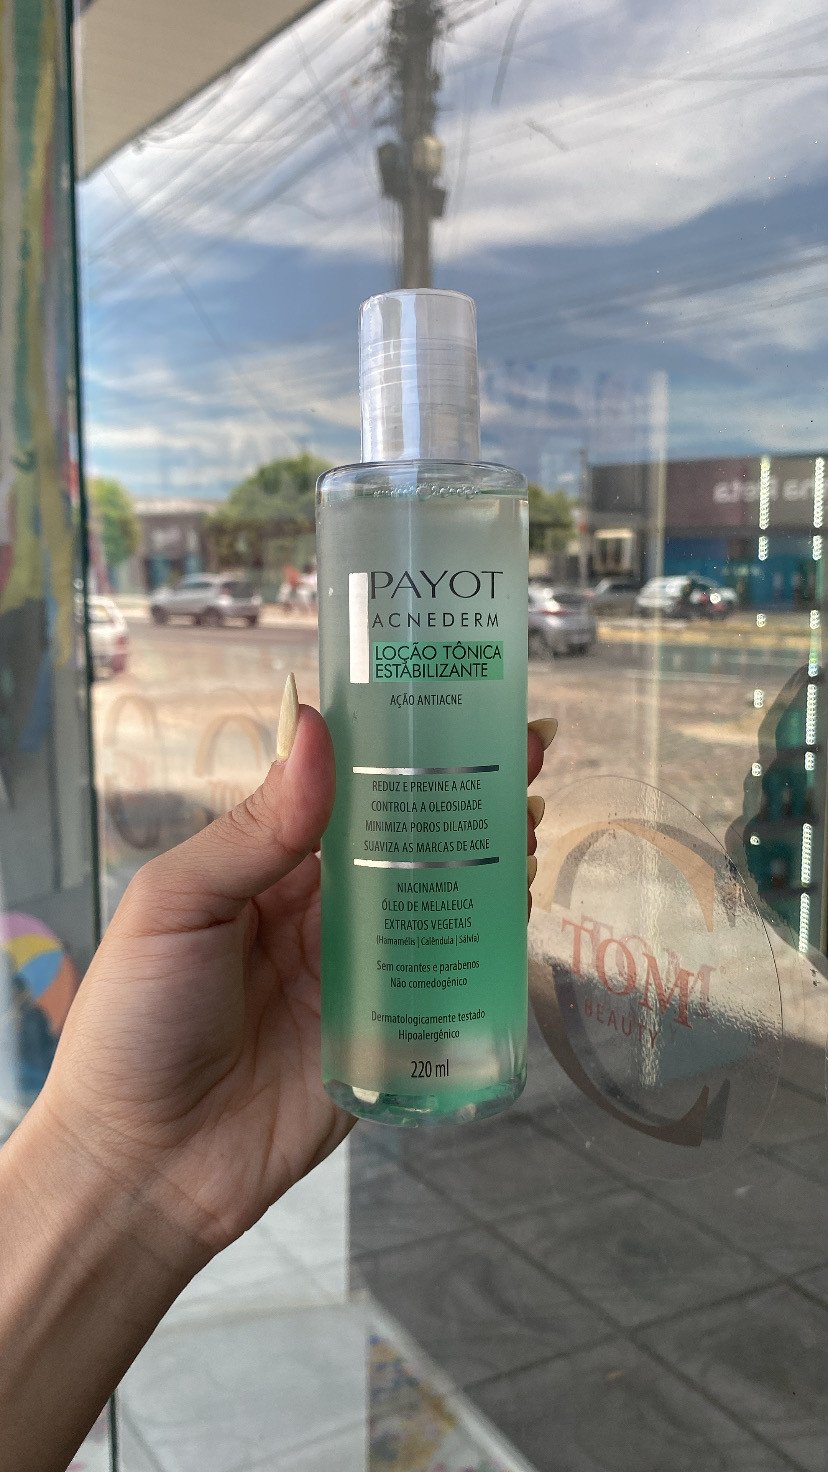 PAYOT
ACNEDERM
LOÇÃO TÔNICA
ESTABILIZANTE
AÇÃO ANTIACNE
REDUZ E PREVINE A ACNE
CONTROLA A OLEOSIDADE
MINIMIZA POROS DILATADOS
SUAVIZA AS MARCAS DE ACNE
NIACINAMIDA
ÓLEO DE MELALEUCA
EXTRATOS VEGETAIS
(Hamamélis | Calêndula | Sálvia)
Sem corantes e parabenos
Não comedogênico
Dermatologicamente testado
Hipoalergênico
220 ml
TOM
BEAUTY